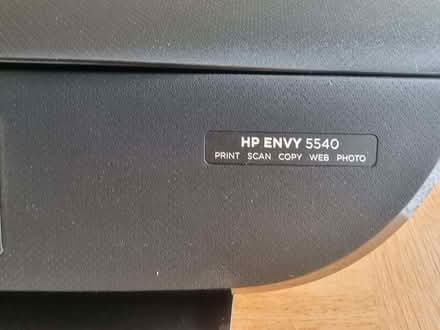 HP ENVY 5540
PRINT SCAN COPY WEB PHOTO